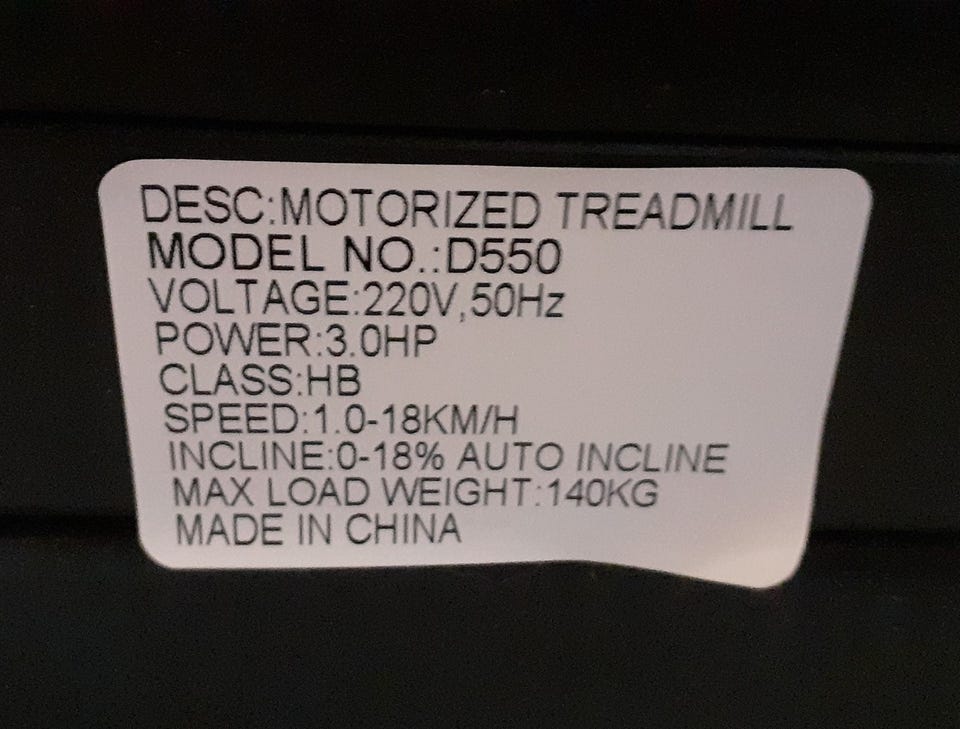 DESC:MOTORIZED TREADMILL
MODEL NO.:D550
VOLTAGE:220V,50Hz
POWER:3.0HP
CLASS:HB
SPEED:1.0-18KM/H
INCLINE:0-18% AUTO INCLINE
MAX LOAD WEIGHT:140KG
MADE IN CHINA